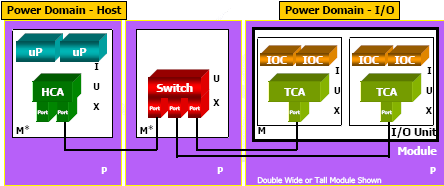 Power Domain - Host
Power Domain - I/O
uP uP
I
U
X
HCA
Port Port
M*
p
Switch
Port Port Port
U
X
M*
p
IOC IOC
I
U
X
TCA
Port
M
IOC IOC
I
U
X
TCA
Port
I/O Unit
Module
p
Double Wide or Tall Module Shown